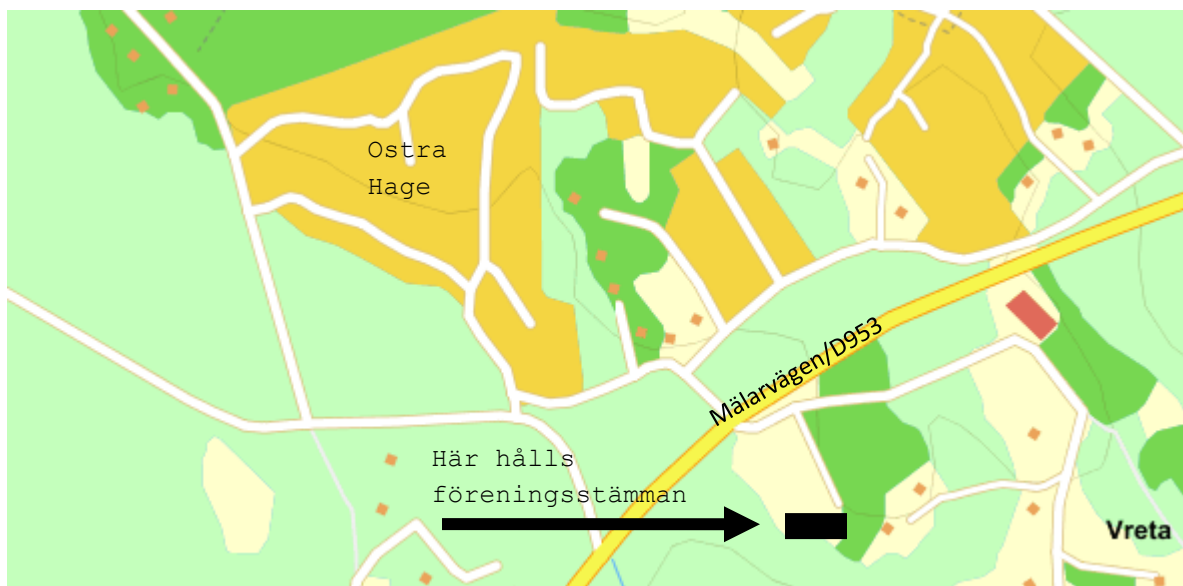 Ostra
Hage
Mälarvägen/D953
Här hålls
föreningsstämman
Vreta